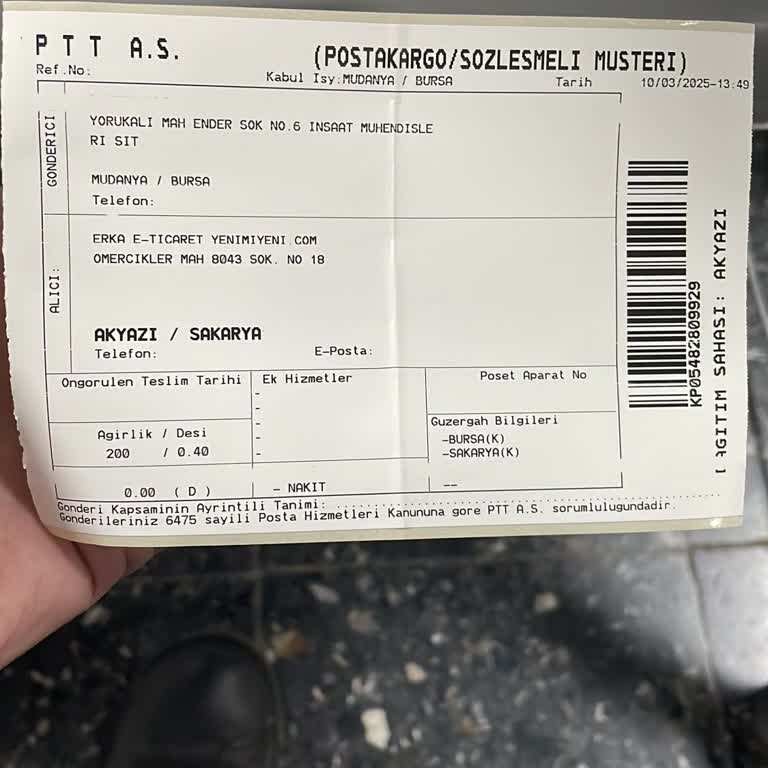 PTT A.S.
(POSTAKARGO/SOZLESMELI MUSTERI)
Ref.No:
Kabul Isy:MUDANYA / BURSA
Tarih
10/03/2025-13:49
GONDERICI
YORUKALI MAH ENDER SOK NO.6 INSAAT MUHENDISLE
RI SIT
MUDANYA / BURSA
Telefon:
ALICI:
ERKA E-TICARET YENIMIYENI.COM
OMERCIKLER MAH 8043 SOK. NO 18
AKYAZI / SAKARYA
Telefon:
E-Posta:
Ongorulen Teslim Tarihi
Ek Hizmetler
-
-
-
-
-
Poset Aparat No
Agirlik / Desi
200 / 0.40
Guzergah Bilgileri
-BURSA(K)
-SAKARYA(K)
0.00 ( D )
- NAKIT
--
Gonderi Kapsaminin Ayrintili Tanimi: ......................................................
Gonderileriniz 6475 sayili Posta Hizmetleri Kanununa gore PTT A.S. sorumlulugundadir.
KP05482809929
DAGITIM SAHASI: AKYAZI